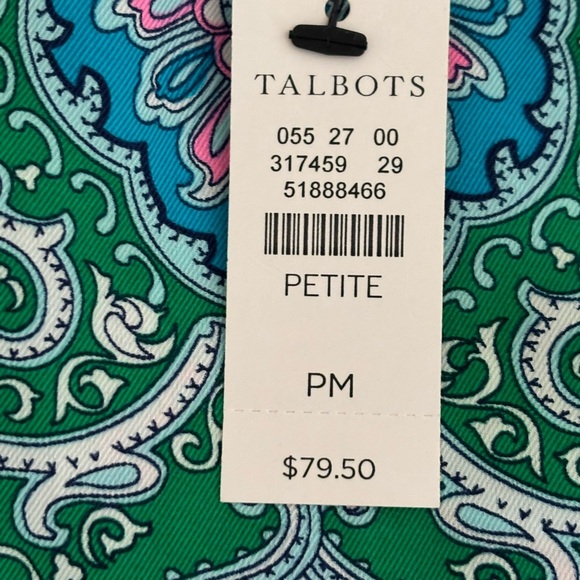 TALBOTS
055 27 00
317459 29
51888466
PETITE
PM
$79.50